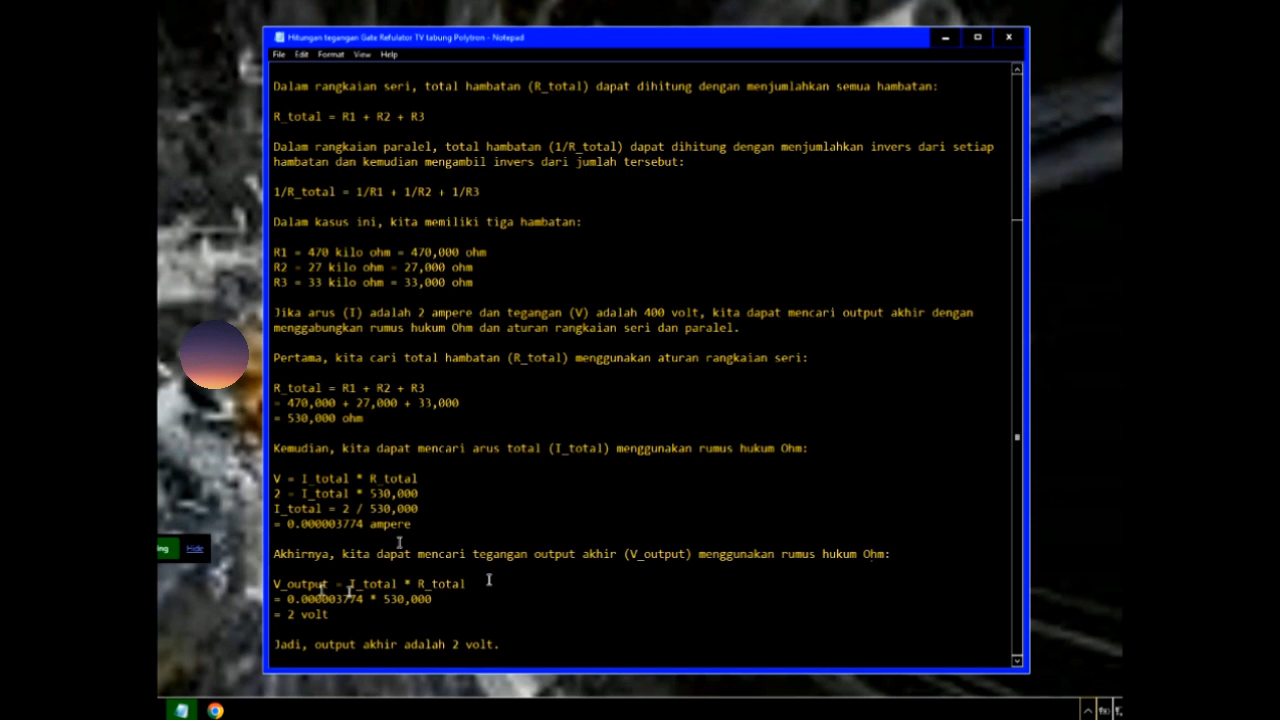 Hitungan tegangan Gate Refulator TV tabung Polytron - Notepad
File Edit Format View Help
Dalam rangkaian seri, total hambatan (R_total) dapat dihitung dengan menjumlahkan semua hambatan:
R_total = R1 + R2 + R3
Dalam rangkaian paralel, total hambatan (1/R_total) dapat dihitung dengan menjumlahkan invers dari setiap
hambatan dan kemudian mengambil invers dari jumlah tersebut:
1/R_total = 1/R1 + 1/R2 + 1/R3
Dalam kasus ini, kita memiliki tiga hambatan:
R1 = 470 kilo ohm = 470,000 ohm
R2 = 27 kilo ohm = 27,000 ohm
R3 = 33 kilo ohm = 33,000 ohm
Jika arus (I) adalah 2 ampere dan tegangan (V) adalah 400 volt, kita dapat mencari output akhir dengan
menggabungkan rumus hukum Ohm dan aturan rangkaian seri dan paralel.
Pertama, kita cari total hambatan (R_total) menggunakan aturan rangkaian seri:
R_total = R1 + R2 + R3
= 470,000 + 27,000 + 33,000
= 530,000 ohm
Kemudian, kita dapat mencari arus total (I_total) menggunakan rumus hukum Ohm:
V = I_total * R_total
2 = I_total * 530,000
I_total = 2 / 530,000
= 0.000003774 ampere
Akhirnya, kita dapat mencari tegangan output akhir (V_output) menggunakan rumus hukum Ohm:
V_output = I_total * R_total
= 0.000003774 * 530,000
= 2 volt
Jadi, output akhir adalah 2 volt.
ing
Hide